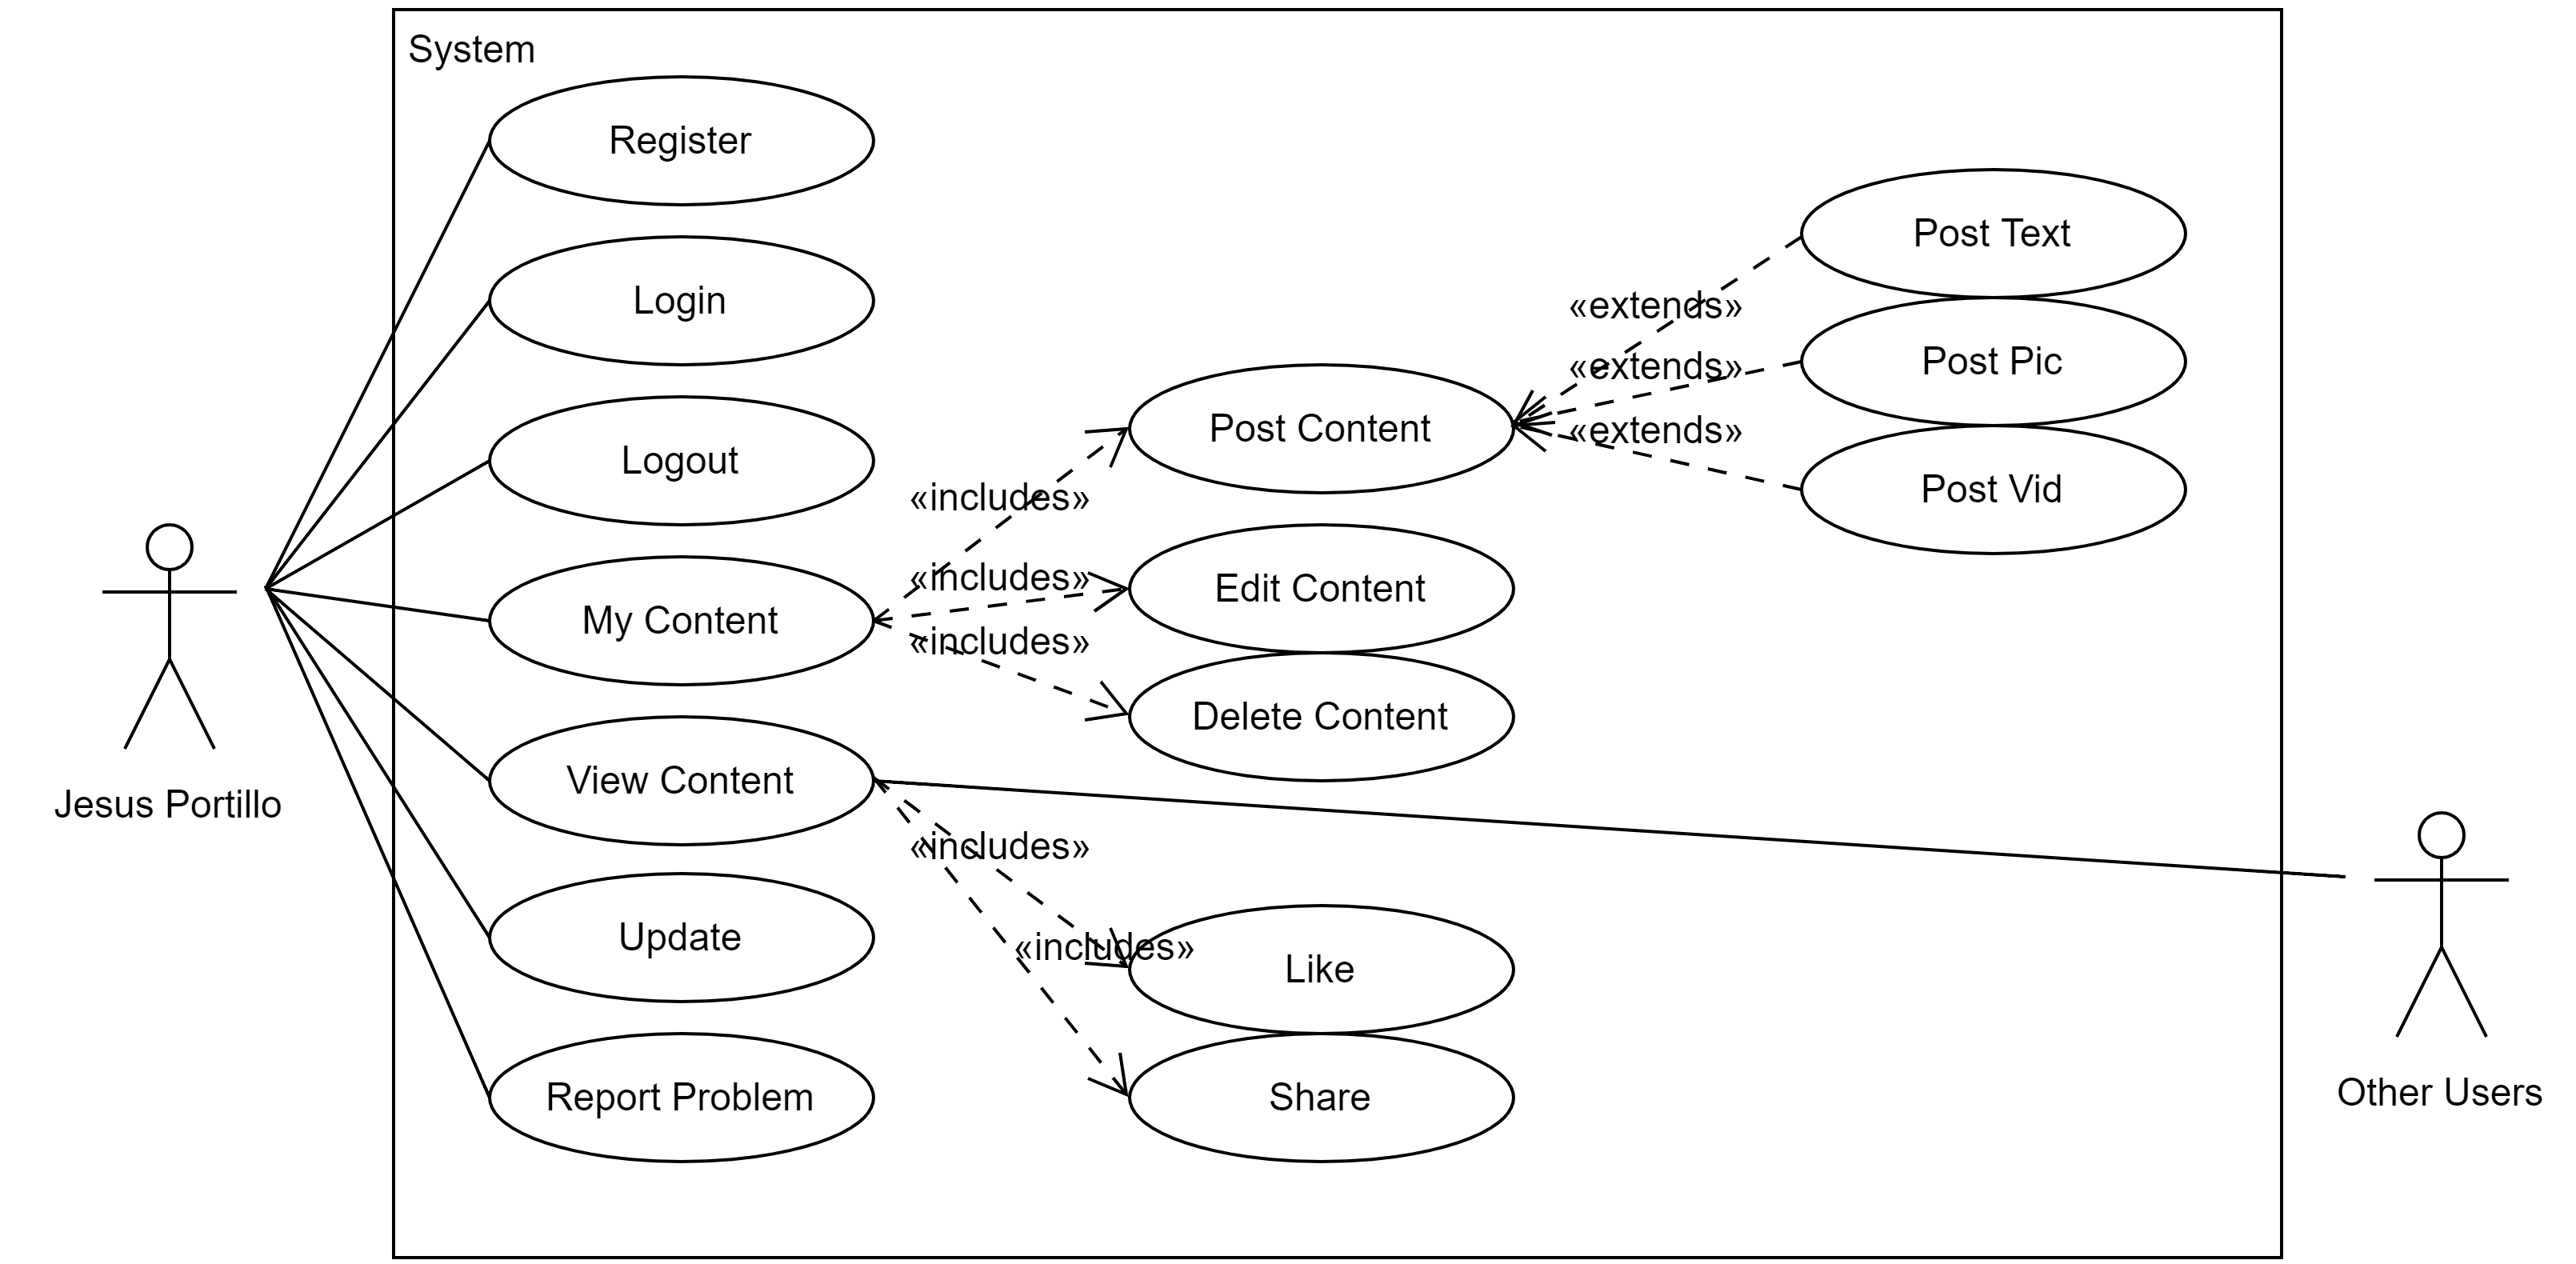 System
Register
Login
Logout
My Content
View Content
Update
Report Problem
Jesus Portillo
«includes»
«includes»
«includes»
«includes»
«includes»
Post Content
Edit Content
Delete Content
Like
Share
«extends»
«extends»
«extends»
Post Text
Post Pic
Post Vid
Other Users